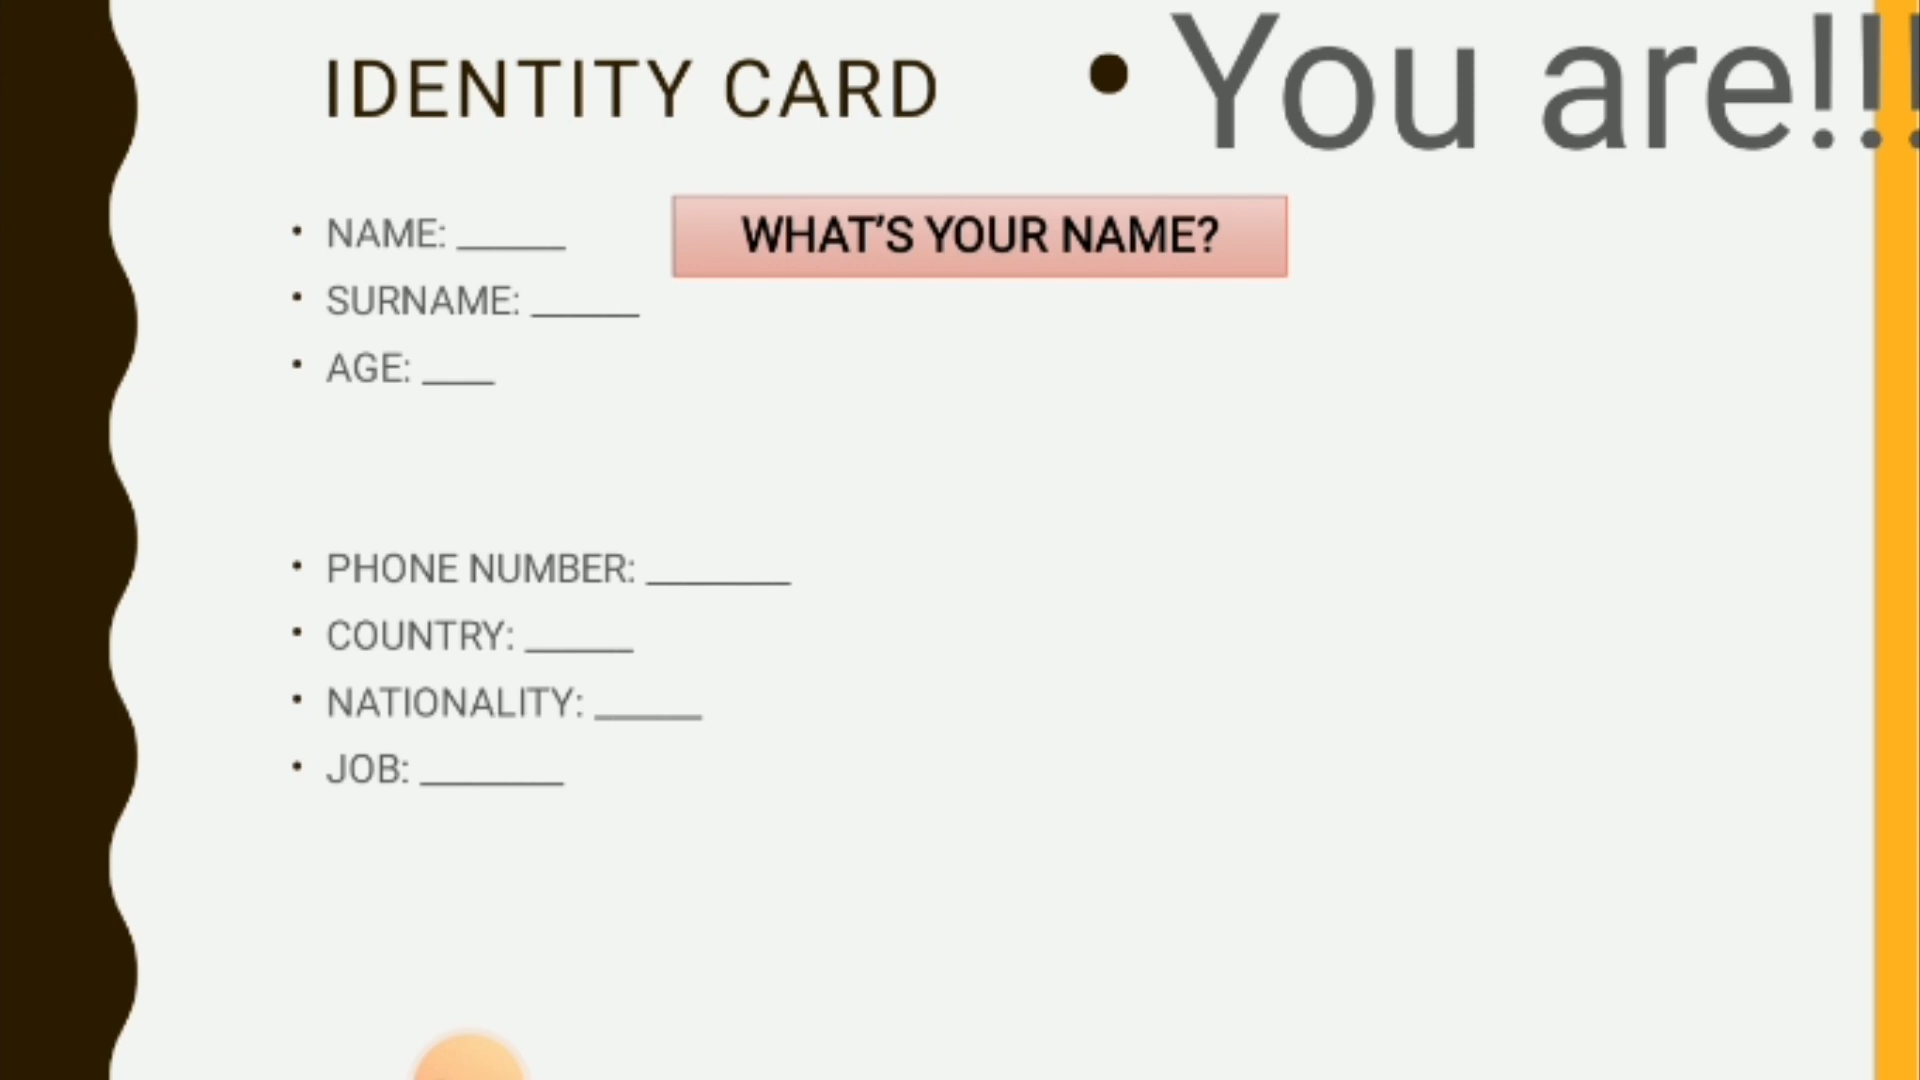 IDENTITY CARD
• You are!!!
• NAME: ______
WHAT'S YOUR NAME?
• SURNAME: ______
• AGE: ____
• PHONE NUMBER: ________
• COUNTRY: ______
• NATIONALITY: ______
• JOB: ________